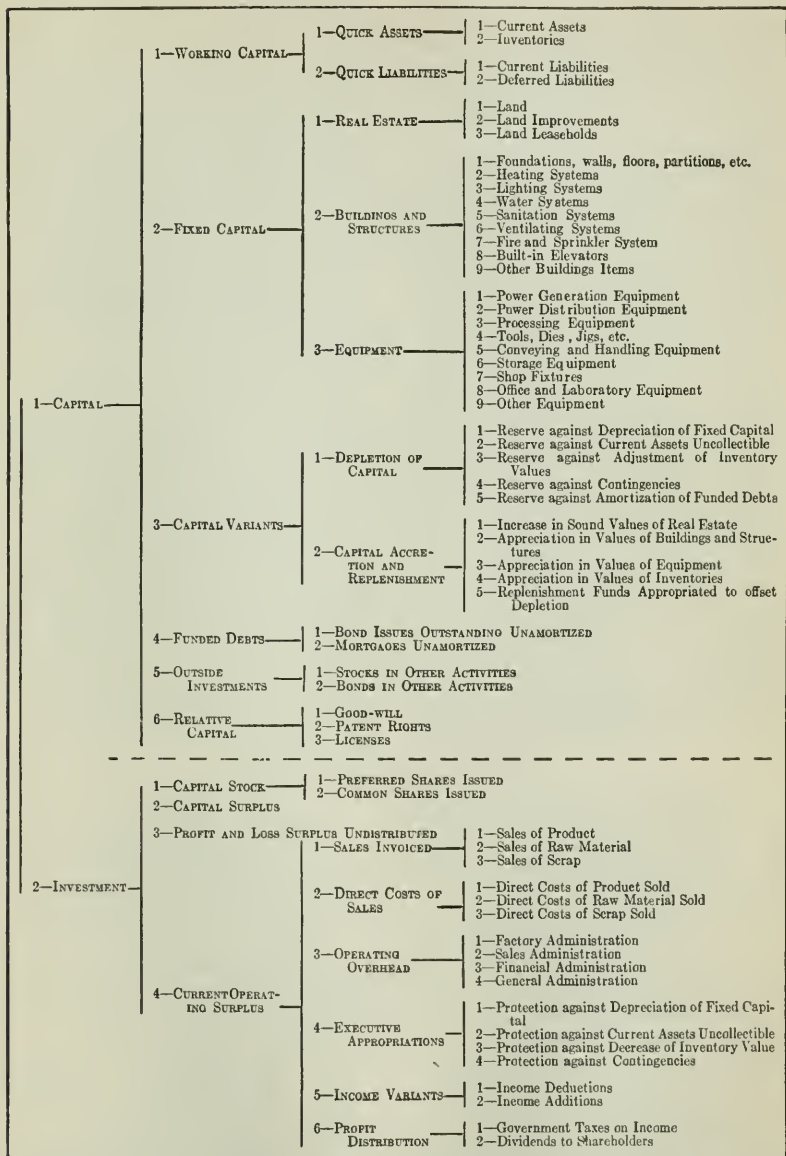 1—CAPITAL
1—WORKING CAPITAL
1—QUICK ASSETS
1—Current Assets
2—Inventories
2—QUICK LIABILITIES
1—Current Liabilities
2—Deferred Liabilities
2—FIXED CAPITAL
1—REAL ESTATE
1—Land
2—Land Improvements
3—Land Leaseholds
2—BUILDINGS AND
STRUCTURES
1—Foundations, walls, floors, partitions, etc.
2—Heating Systems
3—Lighting Systems
4—Water Systems
5—Sanitation Systems
6—Ventilating Systems
7—Fire and Sprinkler System
8—Built-in Elevators
9—Other Buildings Items
3—EQUIPMENT
1—Power Generation Equipment
2—Power Distribution Equipment
3—Processing Equipment
4—Tools, Dies, Jigs, etc.
5—Conveying and Handling Equipment
6—Storage Equipment
7—Shop Fixtures
8—Office and Laboratory Equipment
9—Other Equipment
3—CAPITAL VARIANTS
1—DEPLETION OF
CAPITAL
1—Reserve against Depreciation of Fixed Capital
2—Reserve against Current Assets Uncollectible
3—Reserve against Adjustment of Inventory
Values
4—Reserve against Contingencies
5—Reserve against Amortization of Funded Debts
2—CAPITAL ACCRE-
TION AND
REPLENISHMENT
1—Increase in Sound Values of Real Estate
2—Appreciation in Values of Buildings and Struc-
tures
3—Appreciation in Values of Equipment
4—Appreciation in Values of Inventories
5—Replenishment Funds Appropriated to offset
Depletion
4—FUNDED DEBTS
1—BOND ISSUES OUTSTANDING UNAMORTIZED
2—MORTGAGES UNAMORTIZED
5—OUTSIDE
INVESTMENTS
1—STOCKS IN OTHER ACTIVITIES
2—BONDS IN OTHER ACTIVITIES
6—RELATIVE
CAPITAL
1—GOOD-WILL
2—PATENT RIGHTS
3—LICENSES
2—INVESTMENT
1—CAPITAL STOCK
1—PREFERRED SHARES ISSUED
2—COMMON SHARES ISSUED
2—CAPITAL SURPLUS
3—PROFIT AND LOSS SURPLUS UNDISTRIBUTED
4—CURRENT OPERAT-
ING SURPLUS
1—SALES INVOICED
1—Sales of Product
2—Sales of Raw Material
3—Sales of Scrap
2—DIRECT COSTS OF
SALES
1—Direct Costs of Product Sold
2—Direct Costs of Raw Material Sold
3—Direct Costs of Scrap Sold
3—OPERATING
OVERHEAD
1—Factory Administration
2—Sales Administration
3—Financial Administration
4—General Administration
4—EXECUTIVE
APPROPRIATIONS
1—Protection against Depreciation of Fixed Capi-
tal
2—Protection against Current Assets Uncollectible
3—Protection against Decrease of Inventory Value
4—Protection against Contingencies
5—INCOME VARIANTS
1—Income Deductions
2—Income Additions
6—PROFIT
DISTRIBUTION
1—Government Taxes on Income
2—Dividends to Shareholders